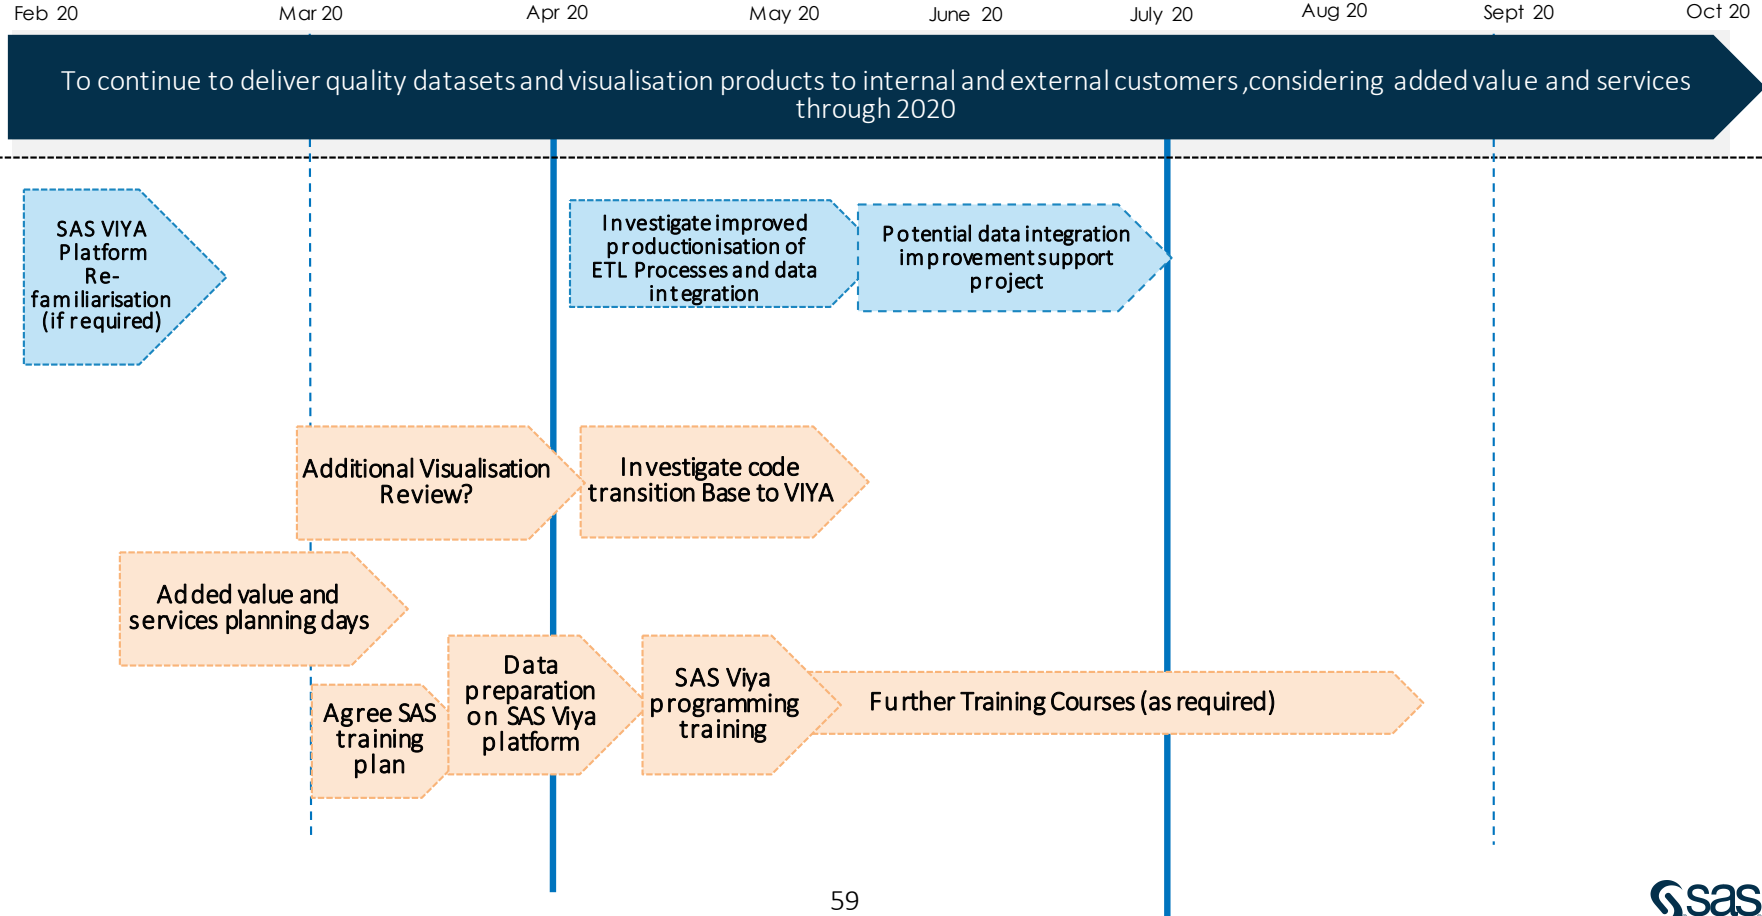 Feb 20 Mar 20 Apr 20 May 20 June 20 July 20 Aug 20 Sept 20 Oct 20
To continue to deliver quality datasets and visualisation products to internal and external customers ,considering added value and services
through 2020
SAS VIYA
Platform
Re-
familiarisation
(if required)
Investigate improved
productionisation of
ETL Processes and data
integration
Potential data integration
improvement support
project
Additional Visualisation
Review?
Investigate code
transition Base to VIYA
Added value and
services planning days
Agree SAS
training
plan
Data
preparation
on SAS Viya
platform
SAS Viya
programming
training
Further Training Courses (as required)
59
sas